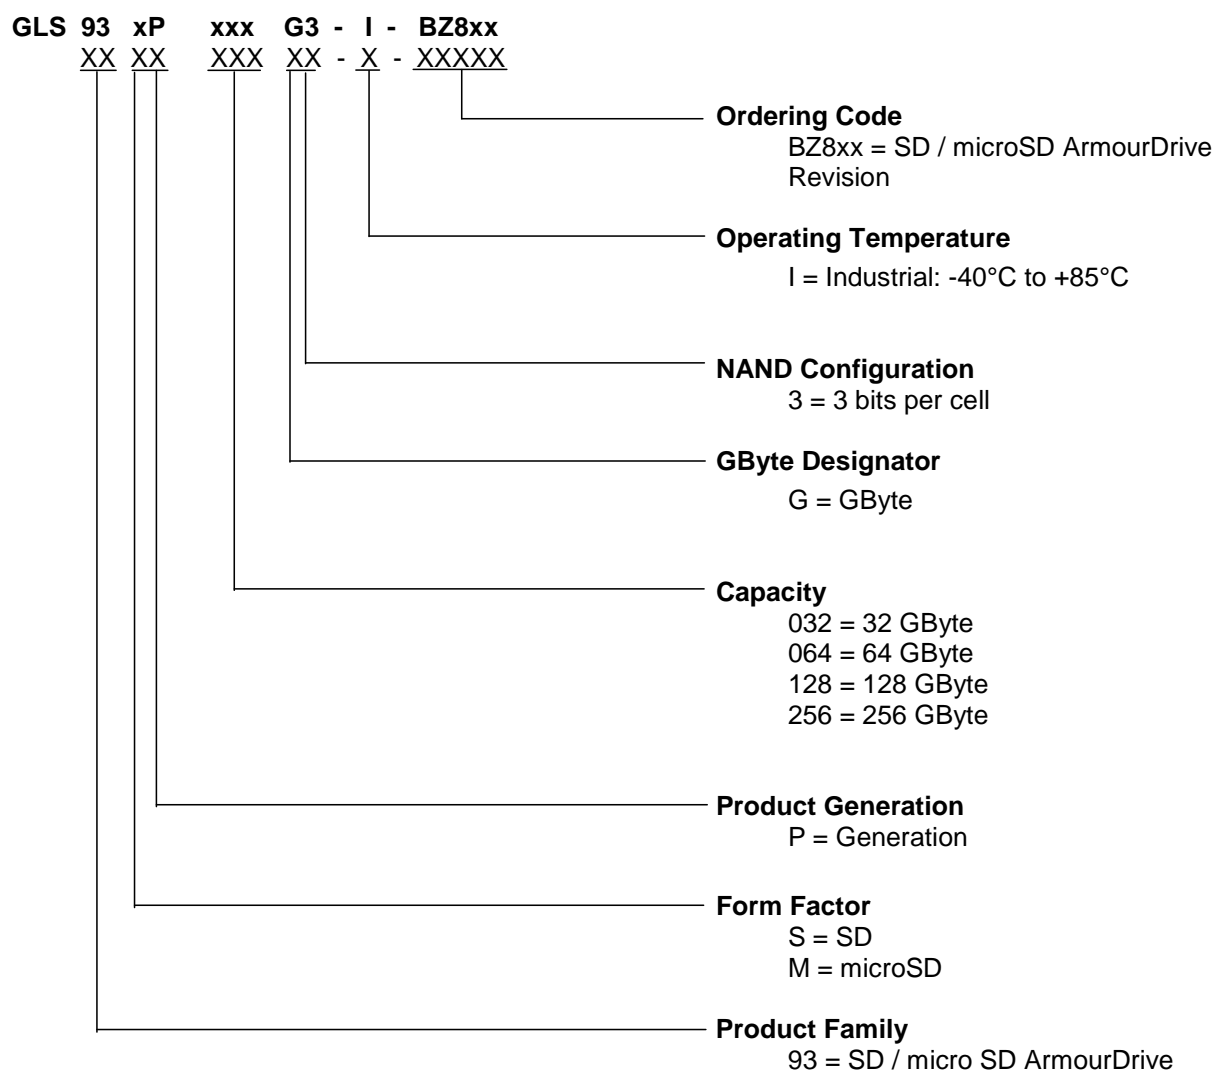 GLS 93 xP xxx G3 - I - BZ8xx
XX XX XXX XX - X - XXXXX
Ordering Code
BZ8xx = SD / microSD ArmourDrive
Revision
Operating Temperature
I = Industrial: -40°C to +85°C
NAND Configuration
3 = 3 bits per cell
GByte Designator
G = GByte
Capacity
032 = 32 GByte
064 = 64 GByte
128 = 128 GByte
256 = 256 GByte
Product Generation
P = Generation
Form Factor
S = SD
M = microSD
Product Family
93 = SD / micro SD ArmourDrive